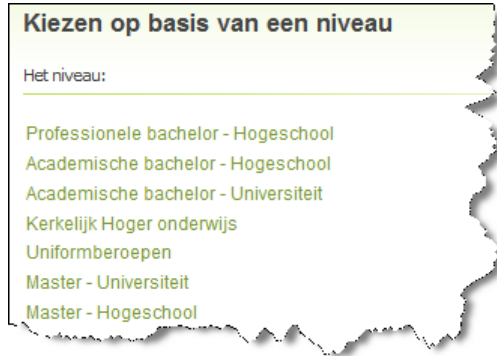 Kiezen op basis van een niveau
Het niveau:
Professionele bachelor - Hogeschool
Academische bachelor - Hogeschool
Academische bachelor - Universiteit
Kerkelijk Hoger onderwijs
Uniformberoepen
Master - Universiteit
Master - Hogeschool